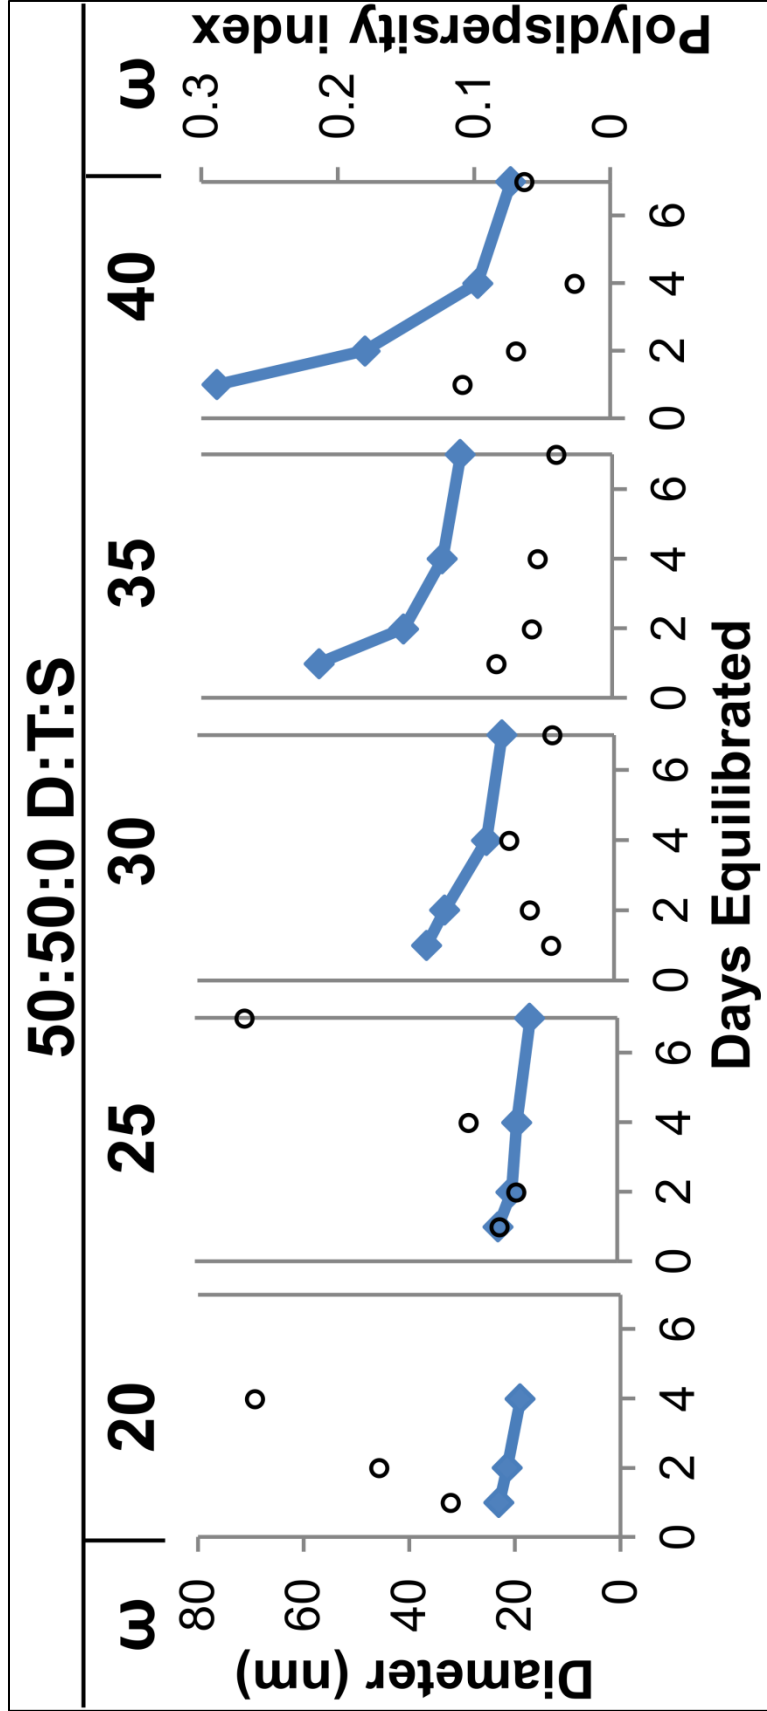 50:50:0 D:T:S
ω 20 25 30 35 40 ω
Diameter (nm)
80
60
40
20
0
0 2 4 6
0 2 4 6
0 2 4 6
0 2 4 6
0 2 4 6
Days Equilibrated
0.3
0.2
0.1
0
Polydispersity index